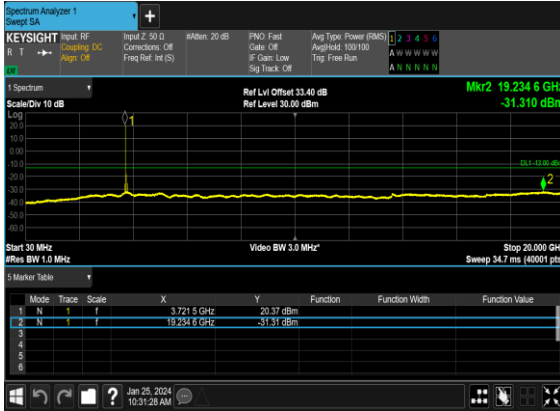 Spectrum Analyzer 1
Swept SA
+
KEYSIGHT Input: RF Input Z: 50 Ω #Atten: 20 dB PNO: Fast Avg Type: Power (RMS) 1 2 3 4 5 6
R T Coupling: DC Corrections: Off Gate: Off Avg|Hold: 100/100 A W W W W W
Align: Off Freq Ref: Int (S) IF Gain: Low Trig: Free Run
Sig Track: Off A N N N N N
1 Spectrum Ref Lvl Offset 33.40 dB Mkr2 19.234 6 GHz
Scale/Div 10 dB Ref Level 30.00 dBm -31.310 dBm
Log
20.0
10.0
0.00
-10.0
-20.0
-30.0
-40.0
-50.0
-60.0
1
DL1 -13.00 dBm
2
Start 30 MHz Video BW 3.0 MHz* Stop 20.000 GH
#Res BW 1.0 MHz Sweep 34.7 ms (40001 pts
5 Marker Table
Mode Trace Scale X Y Function Function Width Function Value
1 N 1 f 3.721 5 GHz 20.37 dBm
2 N 1 f 19.234 6 GHz -31.31 dBm
3
4
5
6
? Jan 25, 2024
10:31:28 AM